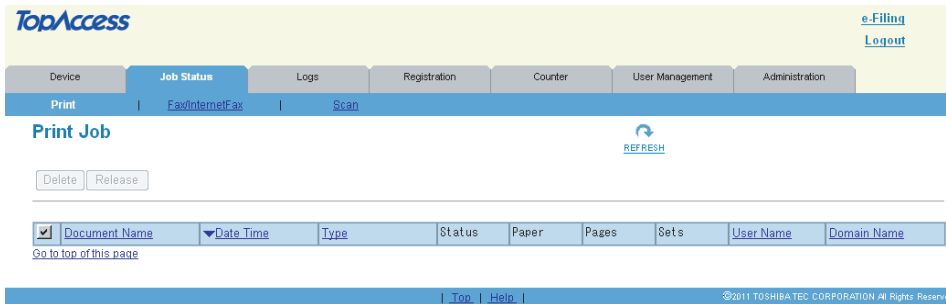 TopAccess
e-Filing
Logout
Device Job Status Logs Registration Counter User Management Administration
Print | Fax/InternetFax | Scan
Print Job
REFRESH
Delete Release
Document Name Date Time Type Status Paper Pages Sets User Name Domain Name
Go to top of this page
| Top | Help |
©2011 TOSHIBA TEC CORPORATION All Rights Reserv